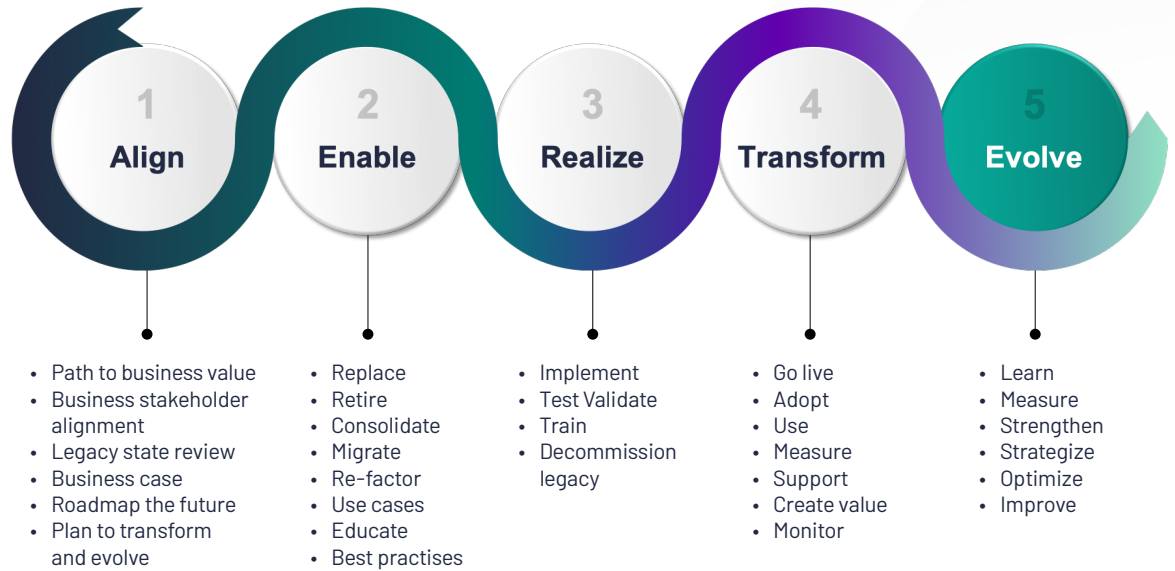 1
Align
2
Enable
3
Realize
4
Transform
5
Evolve
• Path to business value
• Business stakeholder
alignment
• Legacy state review
• Business case
• Roadmap the future
• Plan to transform
and evolve
• Replace
• Retire
• Consolidate
• Migrate
• Re-factor
• Use cases
• Educate
• Best practises
• Implement
• Test Validate
• Train
• Decommission
legacy
• Go live
• Adopt
• Use
• Measure
• Support
• Create value
• Monitor
• Learn
• Measure
• Strengthen
• Strategize
• Optimize
• Improve